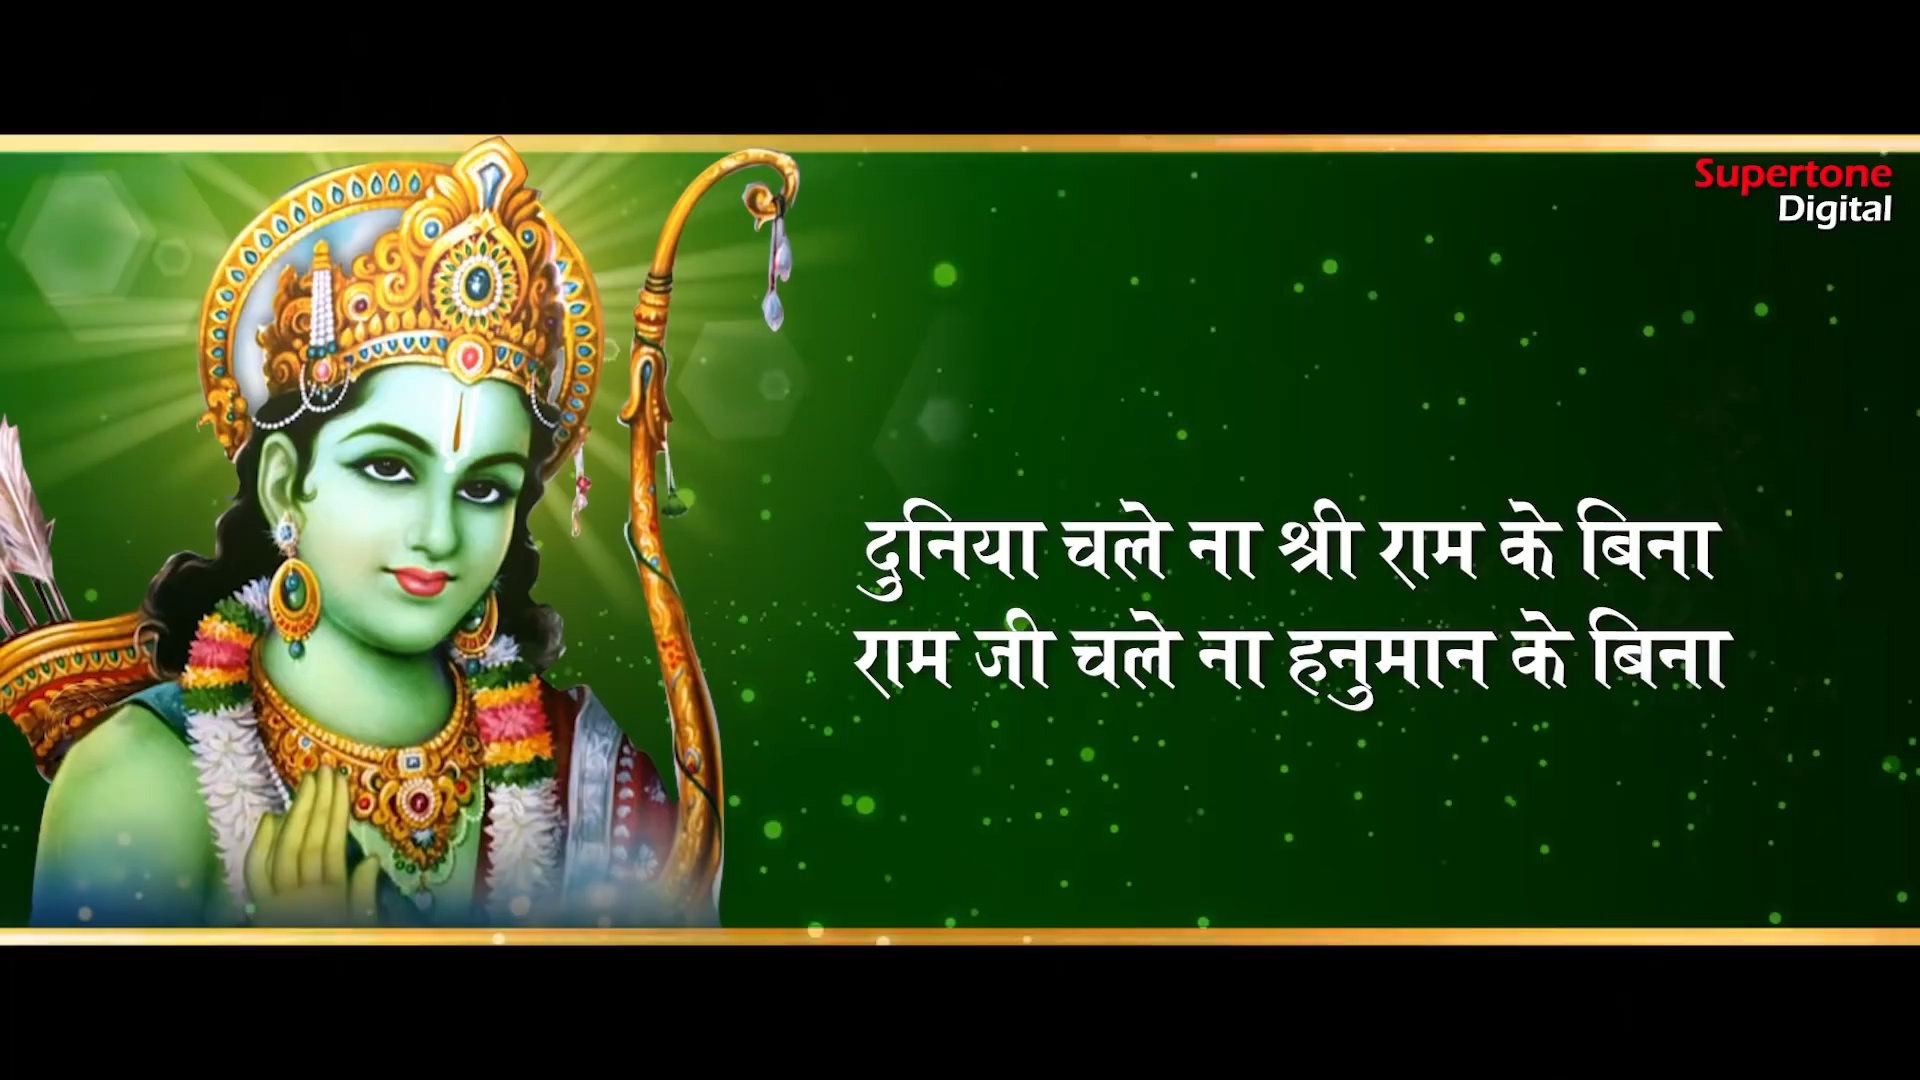 Supertone
Digital
दुनिया चले ना श्री राम के बिना
राम जी चले ना हनुमान के बिना